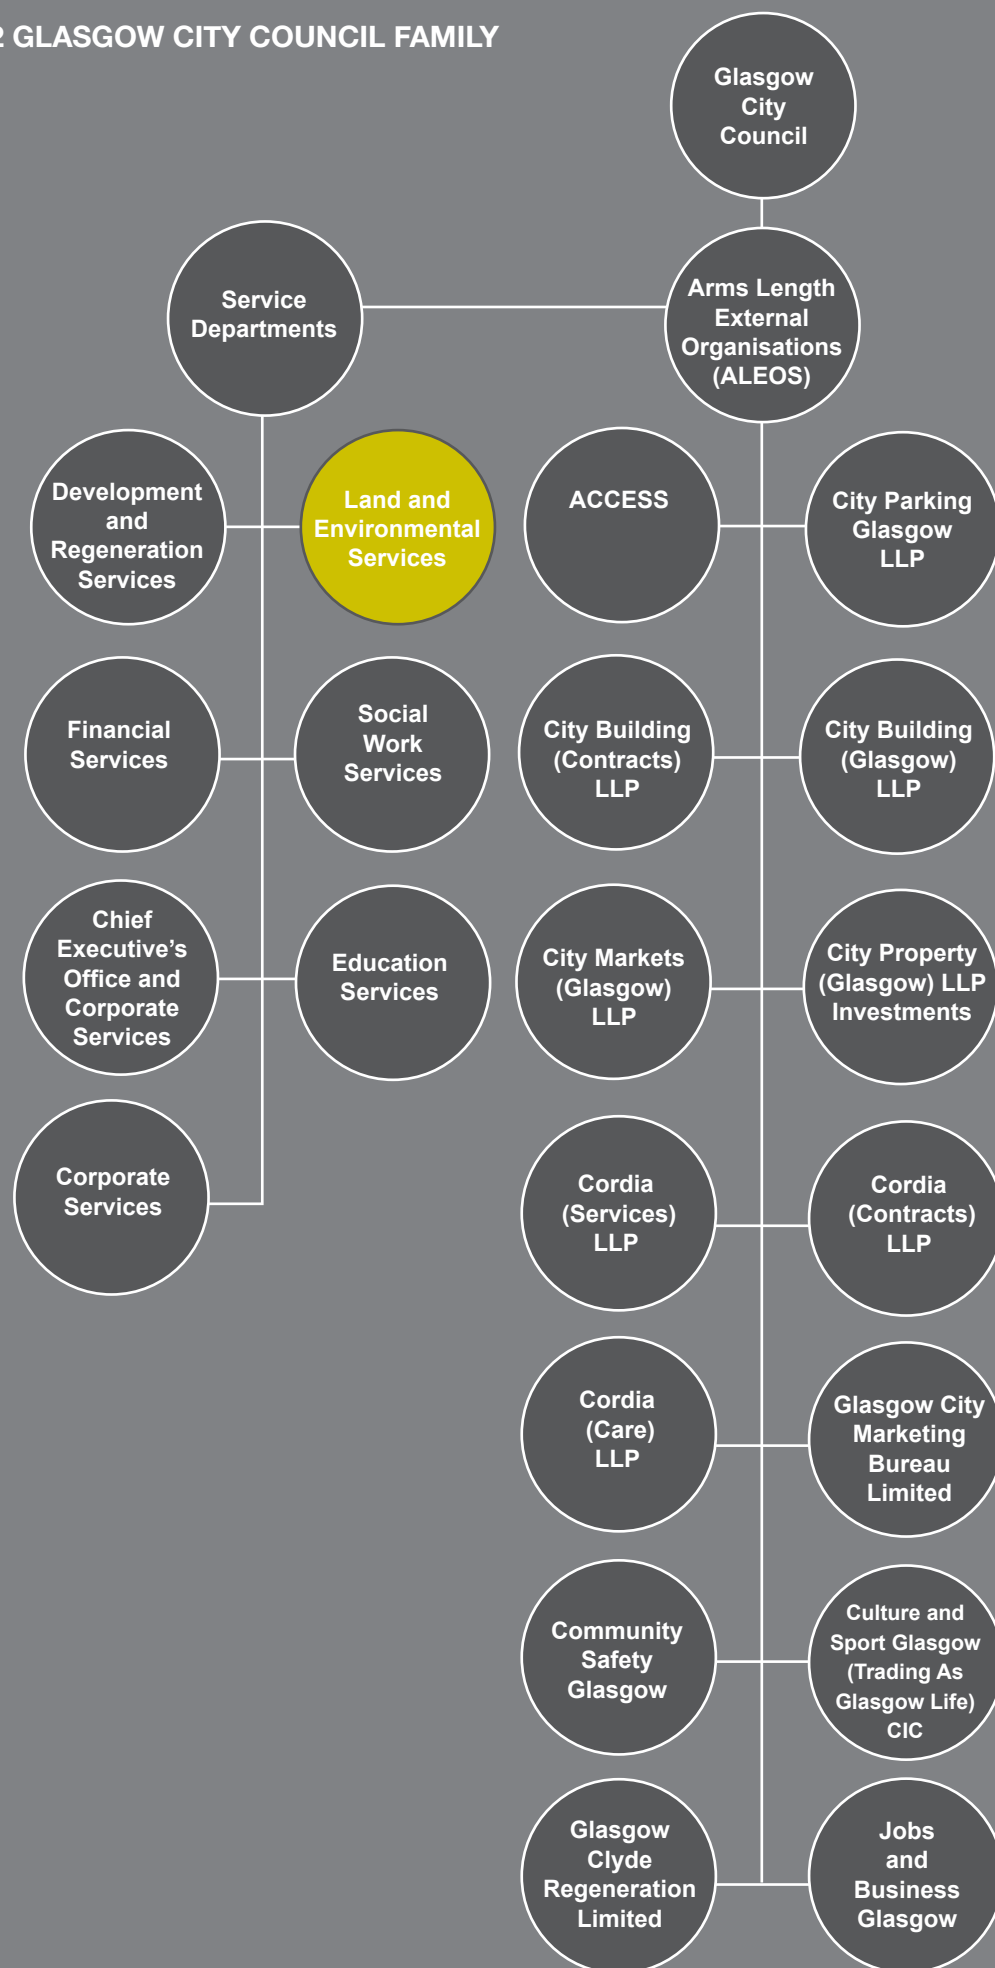 2 GLASGOW CITY COUNCIL FAMILY
Glasgow
City
Council
Service
Departments
Arms Length
External
Organisations
(ALEOS)
Development
and
Regeneration
Services
Land and
Environmental
Services
ACCESS
City Parking
Glasgow
LLP
Financial
Services
Social
Work
Services
City Building
(Contracts)
LLP
City Building
(Glasgow)
LLP
Chief
Executive’s
Office and
Corporate
Services
Education
Services
City Markets
(Glasgow)
LLP
City Property
(Glasgow) LLP
Investments
Corporate
Services
Cordia
(Services)
LLP
Cordia
(Contracts)
LLP
Cordia
(Care)
LLP
Glasgow City
Marketing
Bureau
Limited
Community
Safety
Glasgow
Culture and
Sport Glasgow
(Trading As
Glasgow Life)
CIC
Glasgow
Clyde
Regeneration
Limited
Jobs
and
Business
Glasgow